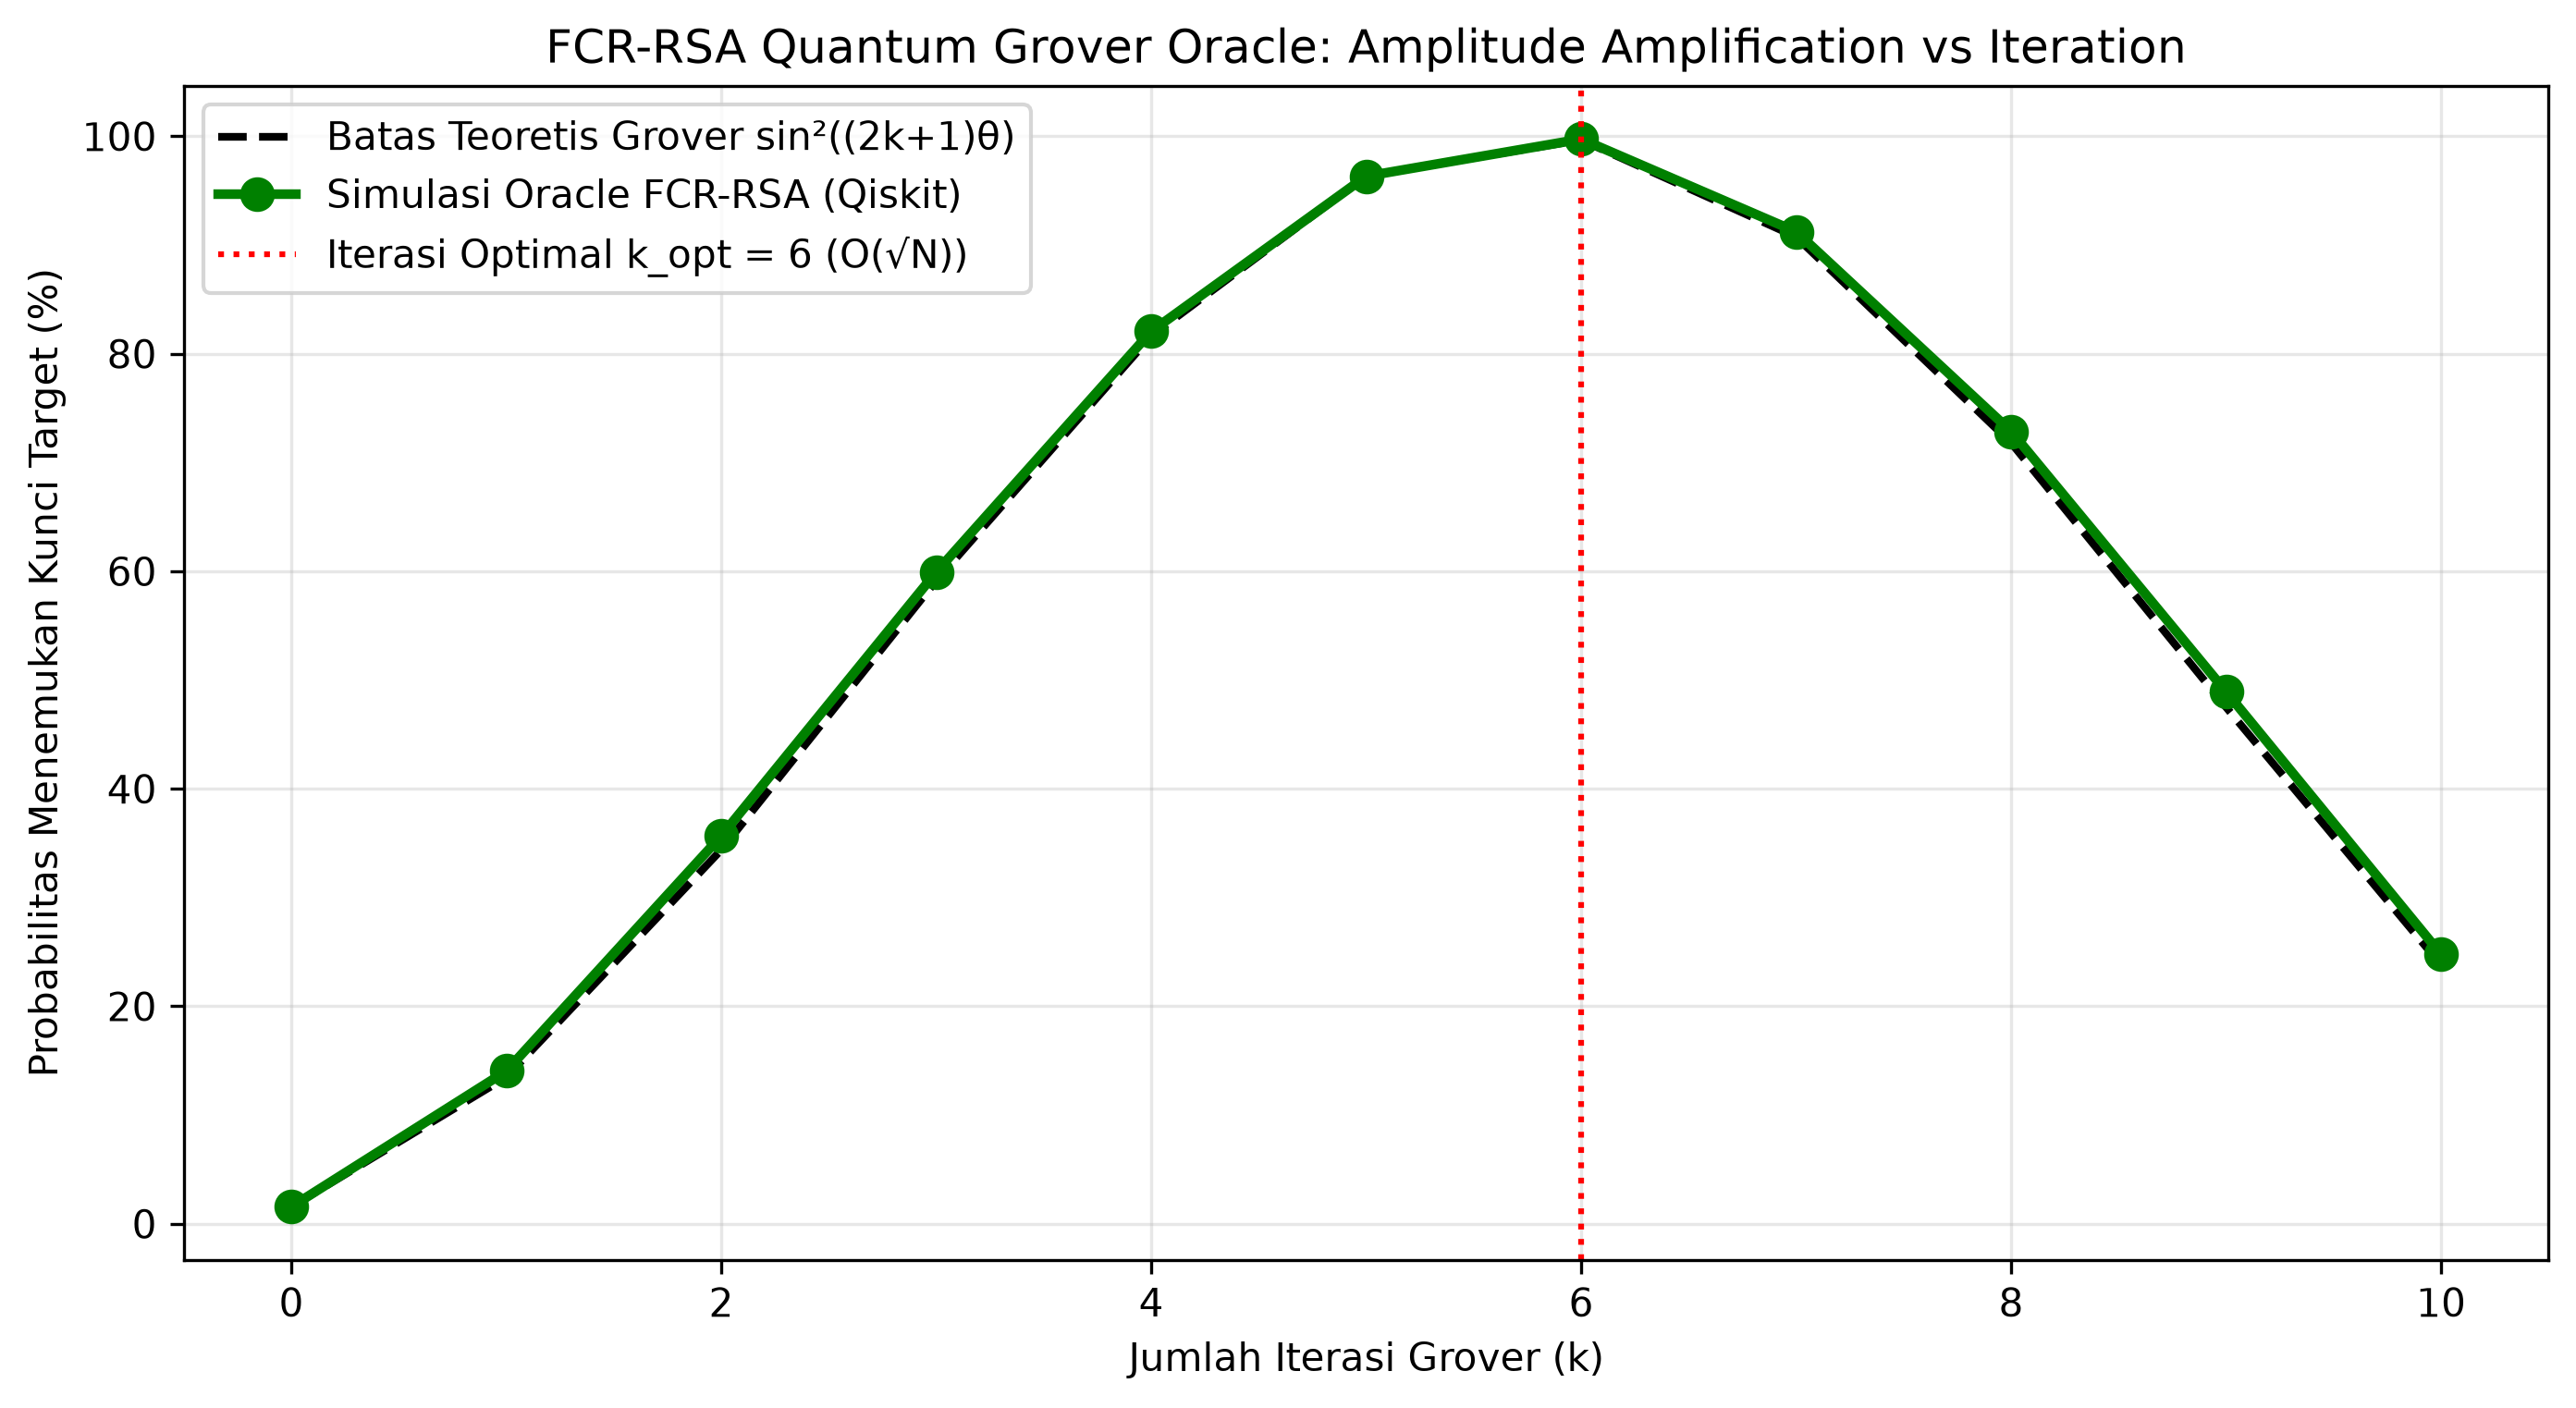 FCR-RSA Quantum Grover Oracle: Amplitude Amplification vs Iteration
Batas Teoretis Grover sin²((2k+1)θ)
Simulasi Oracle FCR-RSA (Qiskit)
Iterasi Optimal k_opt = 6 (O(√N))
Probabilitas Menemukan Kunci Target (%)
100
80
60
40
20
0
0 2 4 6 8 10
Jumlah Iterasi Grover (k)